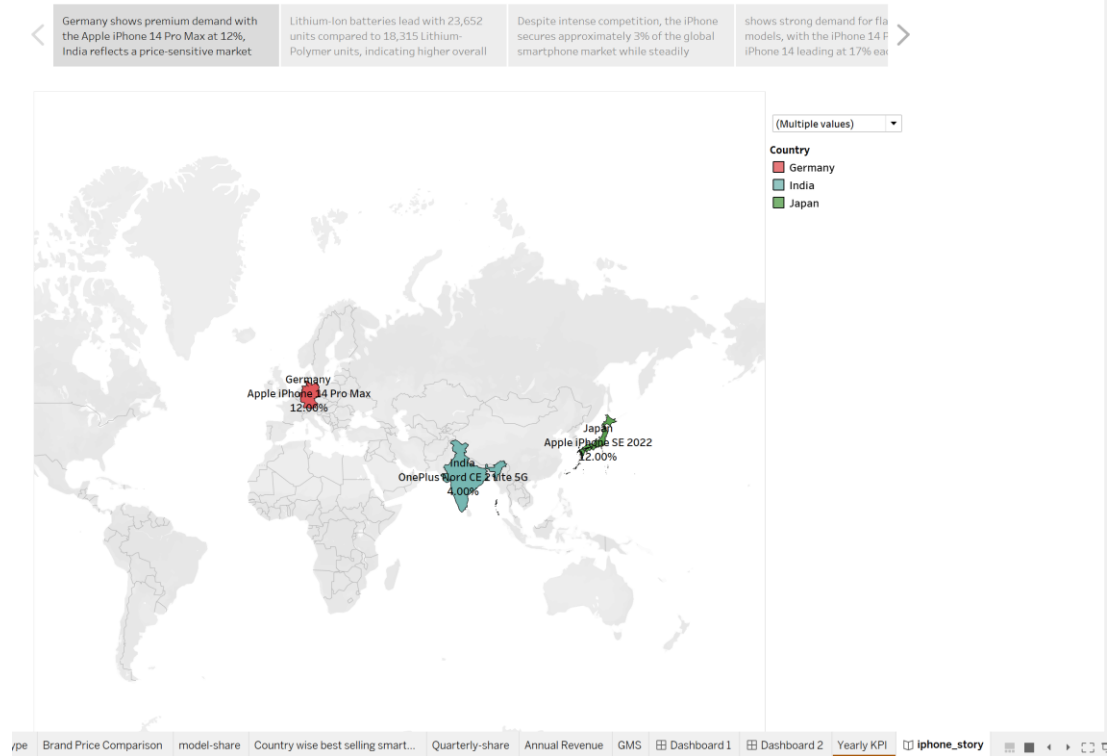 Germany shows premium demand with
the Apple iPhone 14 Pro Max at 12%,
India reflects a price-sensitive market
Lithium-Ion batteries lead with 23,652
units compared to 18,315 Lithium-
Polymer units, indicating higher overall
Despite intense competition, the iPhone
secures approximately 3% of the global
smartphone market while steadily
shows strong demand for fla
models, with the iPhone 14 P
iPhone 14 leading at 17% eac
(Multiple values)
Country
Germany
India
Japan
Germany
Apple iPhone 14 Pro Max
12.00%
Japan
Apple iPhone SE 2022
12.00%
India
OnePlus Nord CE 2 Lite 5G
4.00%
ype Brand Price Comparison model-share Country wise best selling smart... Quarterly-share Annual Revenue GMS Dashboard 1 Dashboard 2 Yearly KPI iphone_story